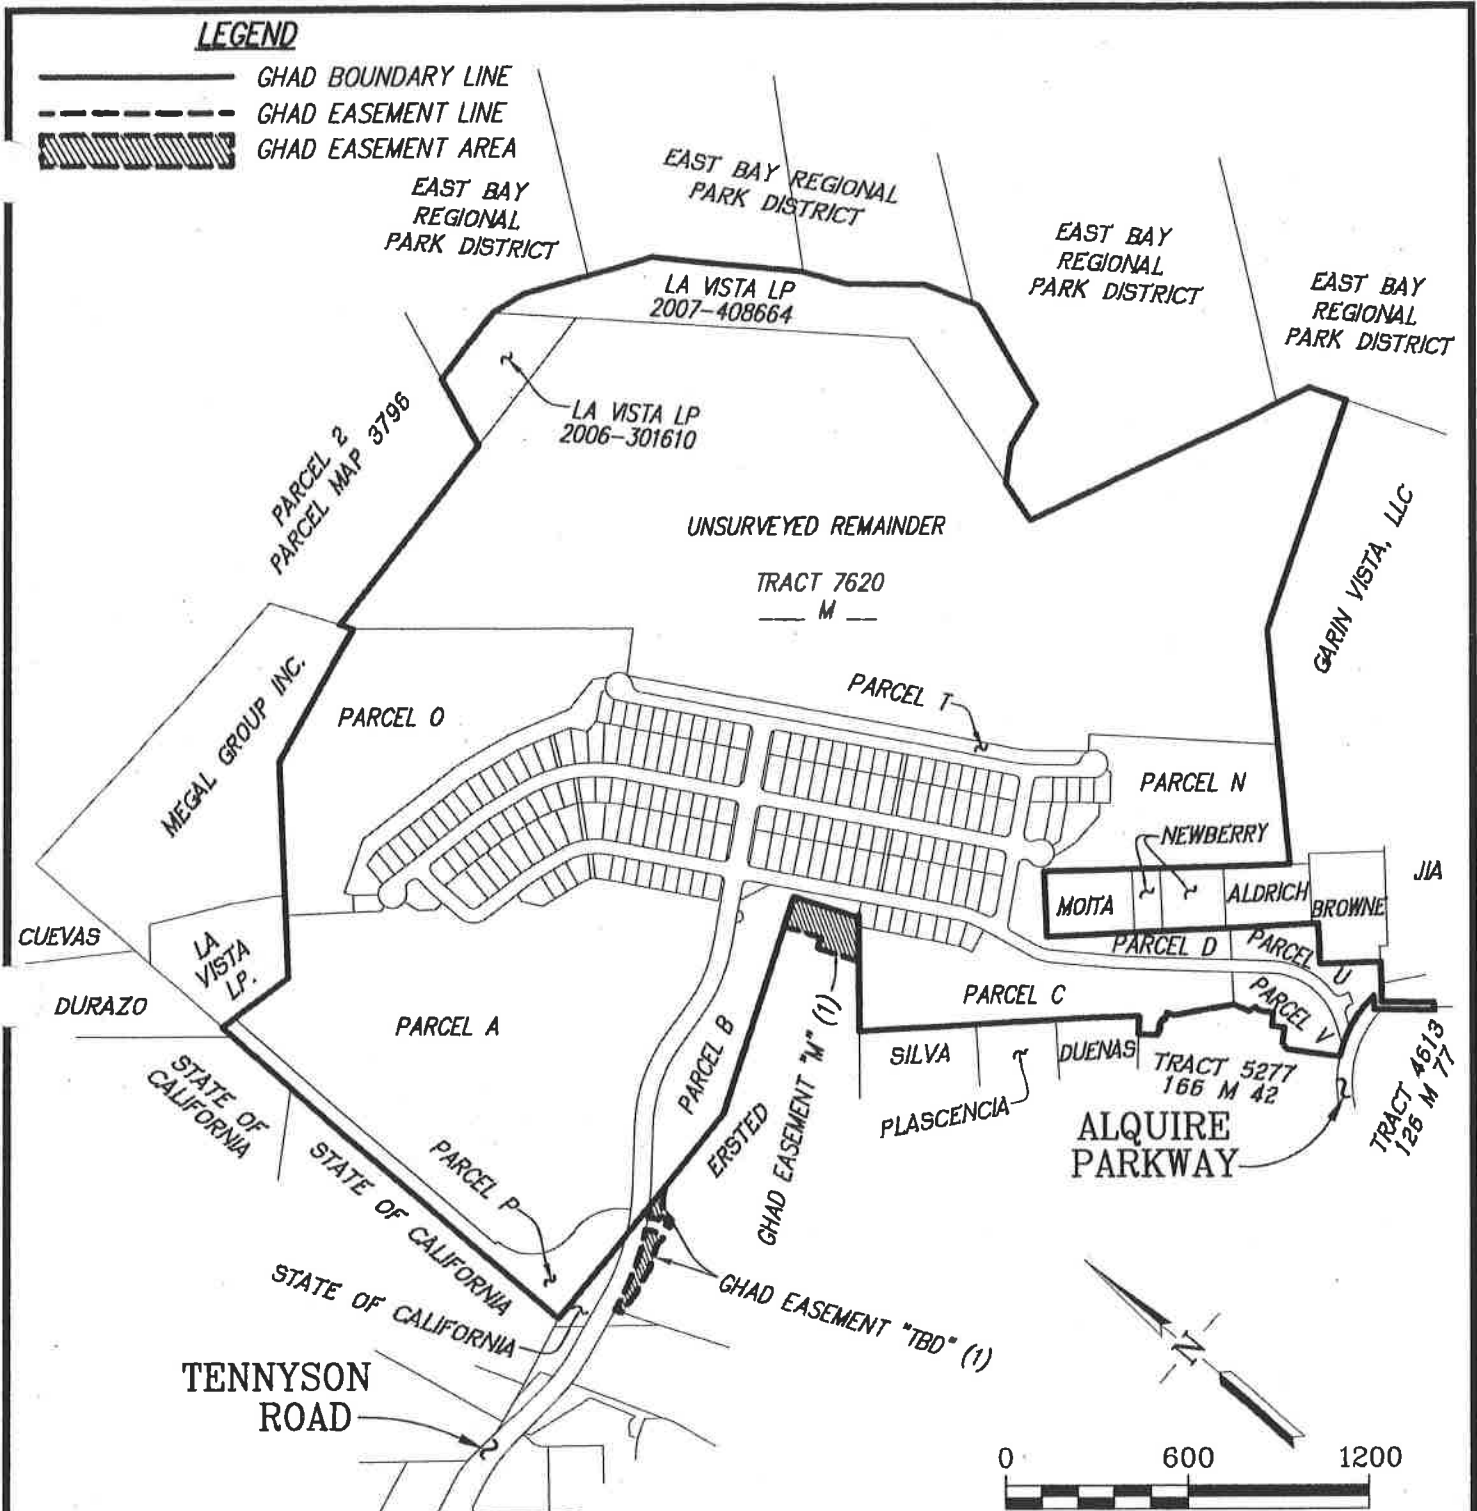 LEGEND
GHAD BOUNDARY LINE
GHAD EASEMENT LINE
GHAD EASEMENT AREA
EAST BAY
REGIONAL
PARK DISTRICT
EAST BAY REGIONAL
PARK DISTRICT
EAST BAY
REGIONAL
PARK DISTRICT
EAST BAY
REGIONAL
PARK DISTRICT
LA VISTA LP
2007-408664
LA VISTA LP
2006-301610
PARCEL 2
PARCEL MAP 3796
UNSURVEYED REMAINDER
TRACT 7620
___ M __
GARIN VISTA, LLC
MEGAL GROUP INC.
PARCEL O
PARCEL T
PARCEL N
NEWBERRY
MOITA
ALDRICH
BROWNE
JIA
CUEVAS
LA
VISTA
LP.
DURAZO
PARCEL D
PARCEL U
PARCEL C
PARCEL V
PARCEL A
PARCEL B
SILVA
DUENAS
PLASCENCIA
TRACT 5277
166 M 42
TRACT 4613
126 M 77
ALQUIRE
PARKWAY
STATE OF
CALIFORNIA
STATE OF CALIFORNIA
PARCEL P
ERSTED
GHAD EASEMENT "M" (1)
STATE OF CALIFORNIA
GHAD EASEMENT "TBD" (1)
TENNYSON
ROAD
N
0 600 1200